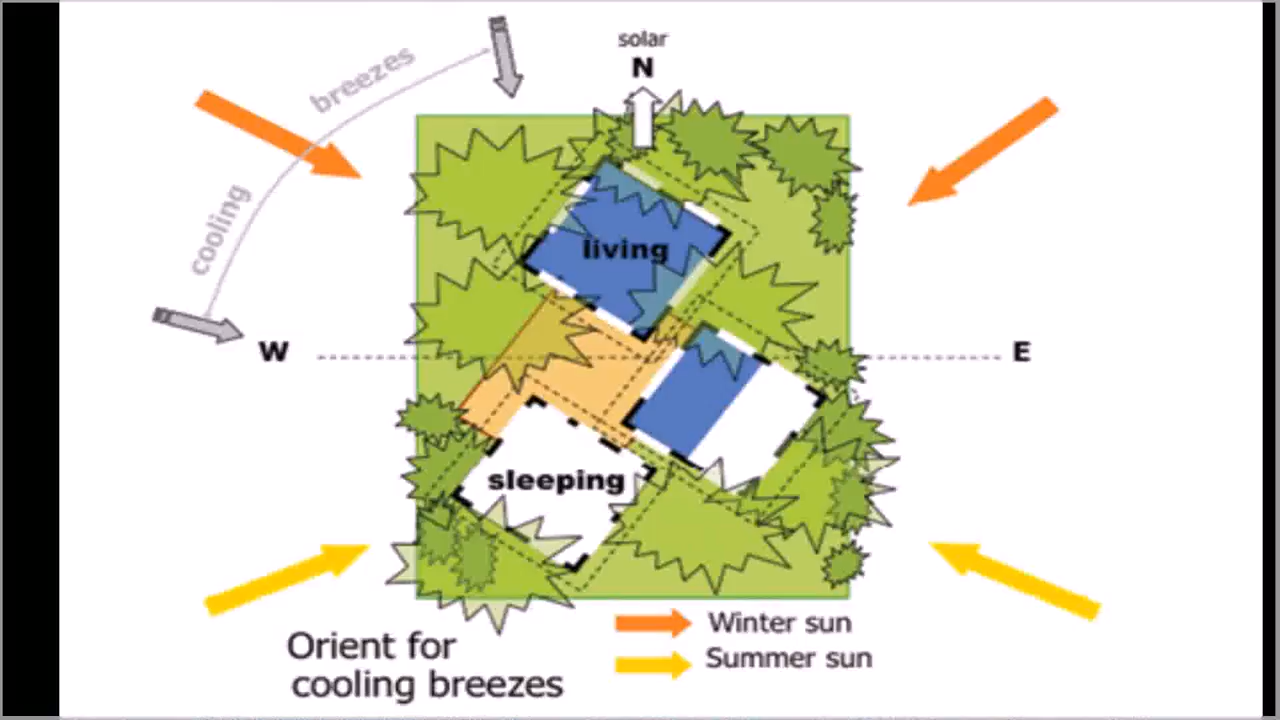 solar
N
cooling breezes
living
W
E
sleeping
Orient for
cooling breezes
Winter sun
Summer sun